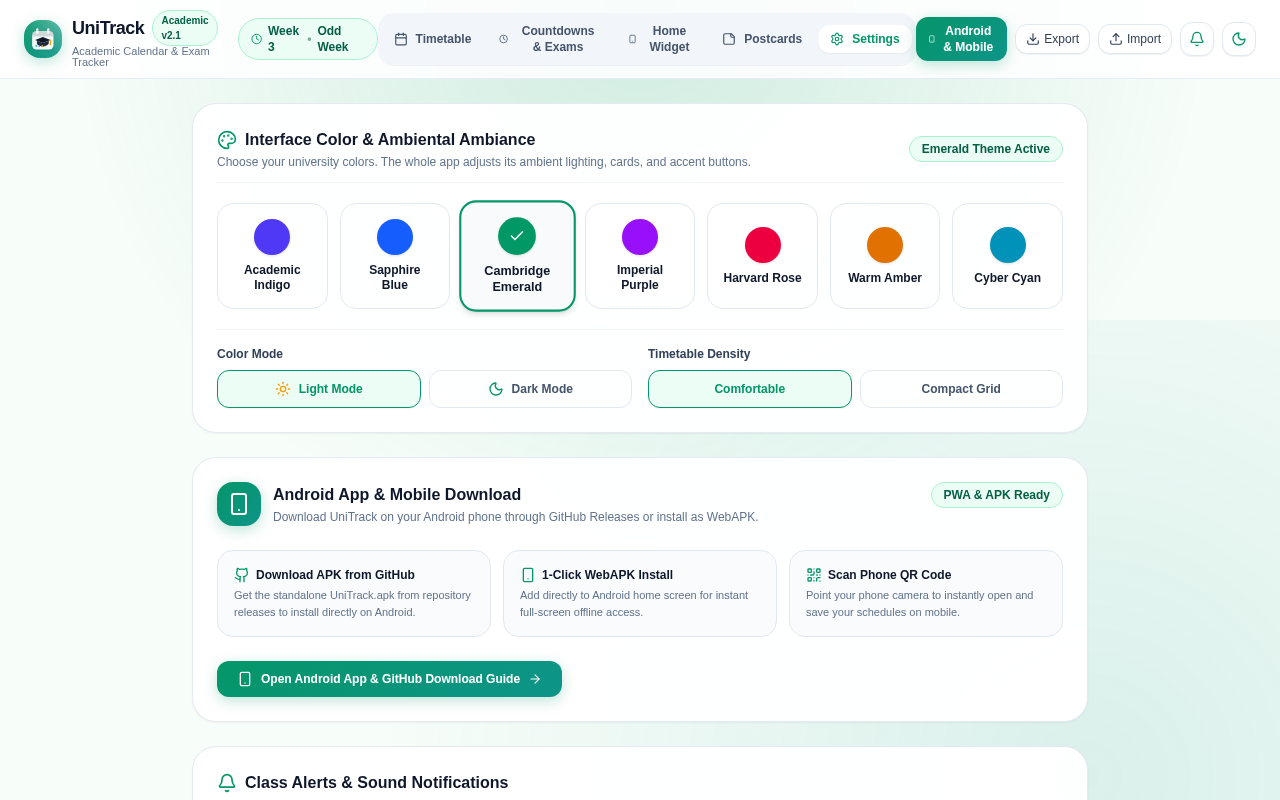 UniTrack
Academic
v2.1
Academic Calendar & Exam
Tracker
Week
3
•
Odd
Week
Timetable
Countdowns
& Exams
Home
Widget
Postcards
Settings
Android
& Mobile
Export
Import
Interface Color & Ambiental Ambiance
Choose your university colors. The whole app adjusts its ambient lighting, cards, and accent buttons.
Emerald Theme Active
Academic
Indigo
Sapphire
Blue
Cambridge
Emerald
Imperial
Purple
Harvard Rose
Warm Amber
Cyber Cyan
Color Mode
Light Mode
Dark Mode
Timetable Density
Comfortable
Compact Grid
Android App & Mobile Download
Download UniTrack on your Android phone through GitHub Releases or install as WebAPK.
PWA & APK Ready
Download APK from GitHub
Get the standalone UniTrack.apk from repository
releases to install directly on Android.
1-Click WebAPK Install
Add directly to Android home screen for instant
full-screen offline access.
Scan Phone QR Code
Point your phone camera to instantly open and
save your schedules on mobile.
Open Android App & GitHub Download Guide
Class Alerts & Sound Notifications